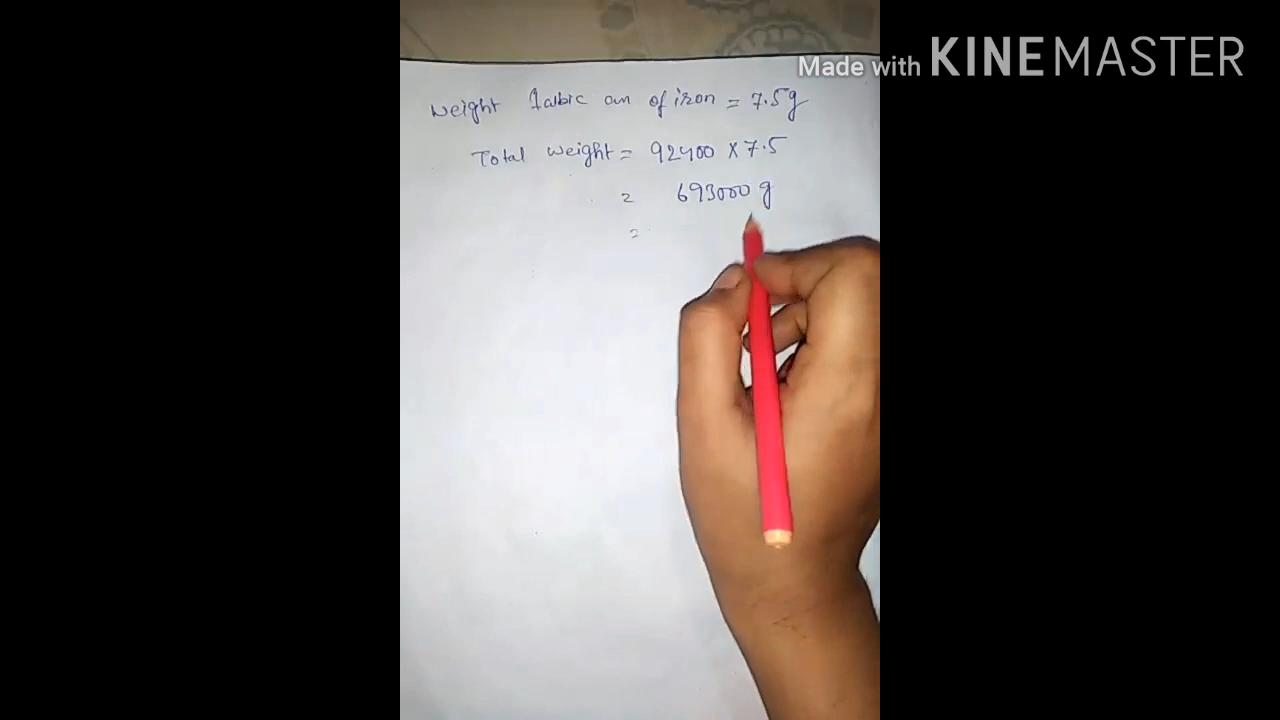 Made with KINEMASTER
Weight 1 cubic cm of iron = 7.5g
Total weight = 92400 x 7.5
= 693000 g
=